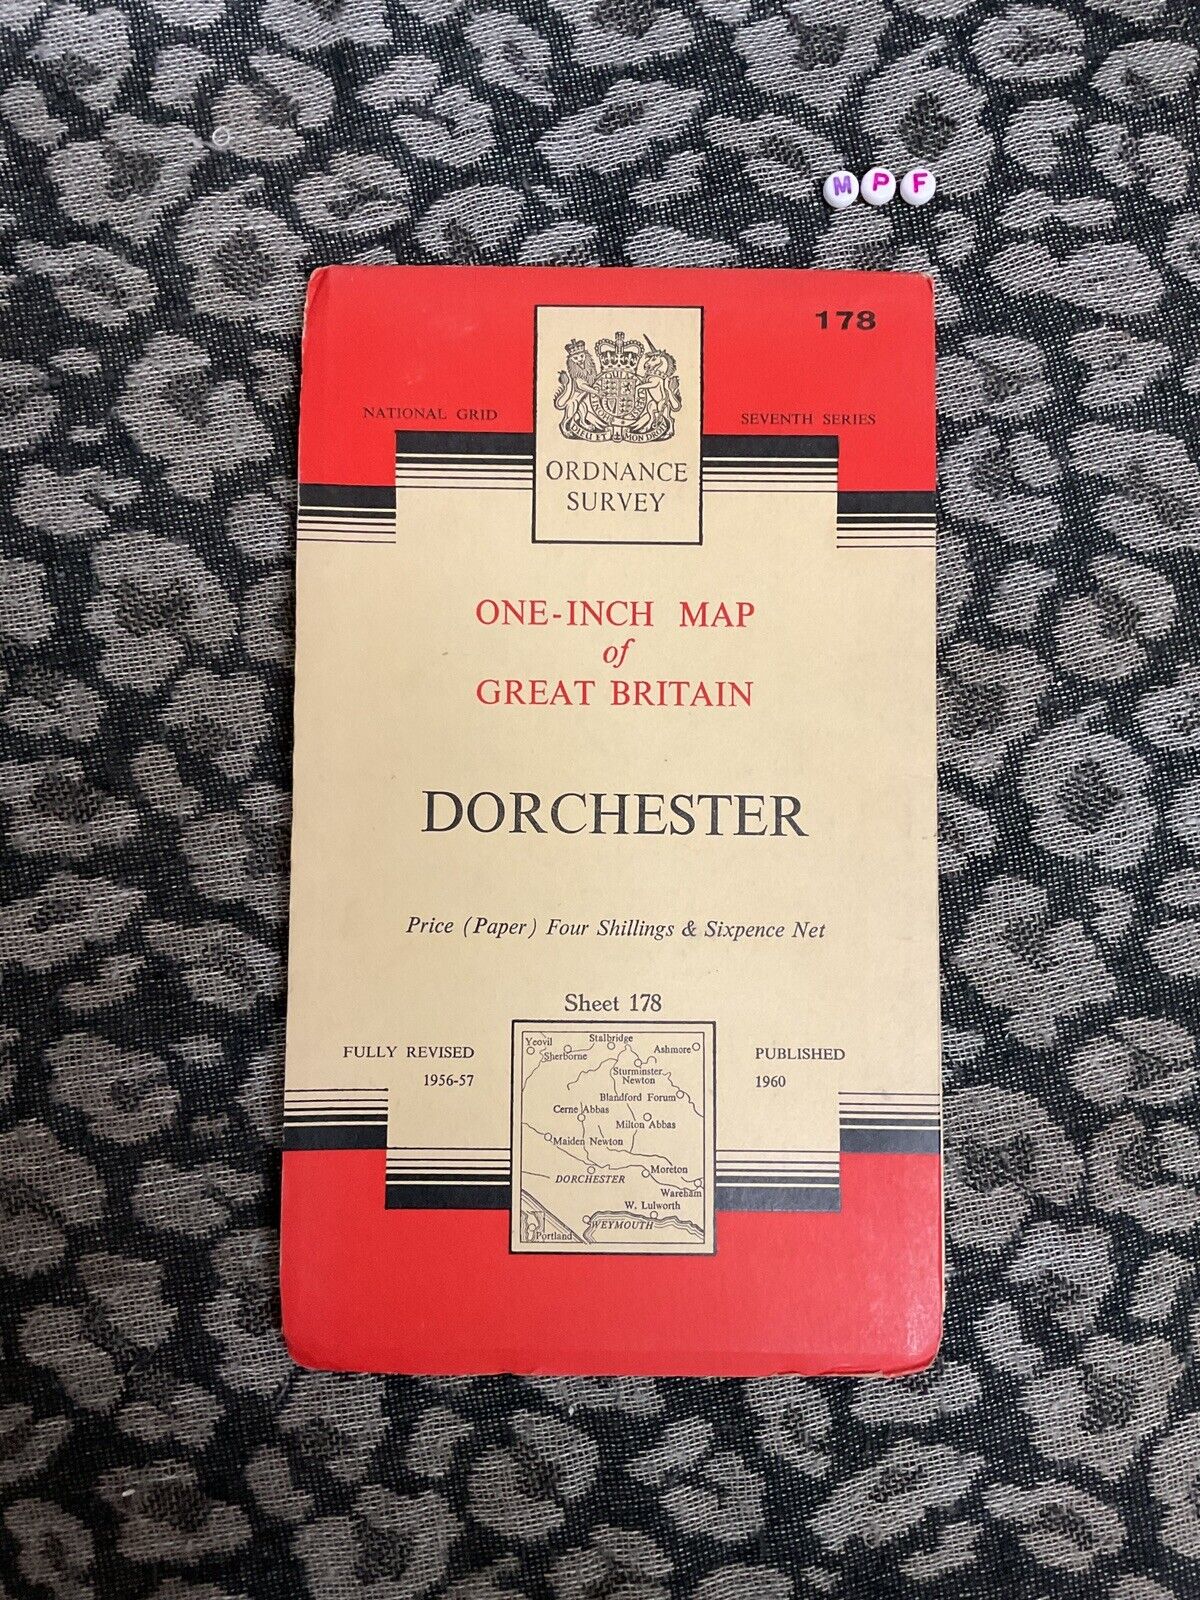 M P F
178
NATIONAL GRID
SEVENTH SERIES
ORDNANCE
SURVEY
ONE-INCH MAP
of
GREAT BRITAIN
DORCHESTER
Price (Paper) Four Shillings & Sixpence Net
Sheet 178
FULLY REVISED
1956-57
PUBLISHED
1960
Yeovil
Stalbridge
Sherborne
Ashmore
Sturminster
Newton
Blandford Forum
Cerne Abbas
Milton Abbas
Maiden Newton
Moreton
DORCHESTER
Wareham
W. Lulworth
WEYMOUTH
Portland